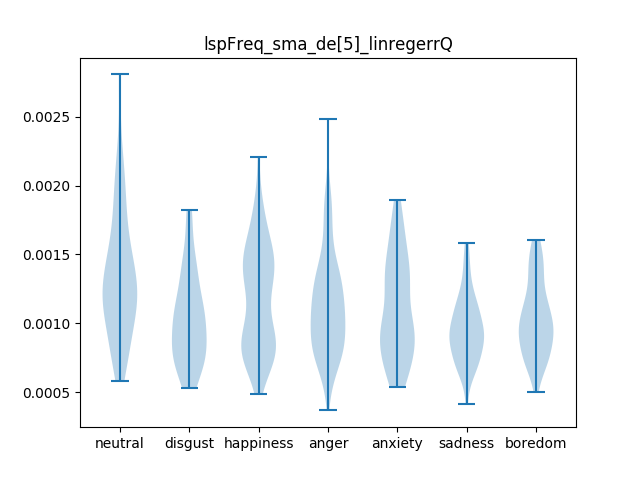 lspFreq_sma_de[5]_linregerrQ
0.0025
0.0020
0.0015
0.0010
0.0005
neutral disgust happiness anger anxiety sadness boredom